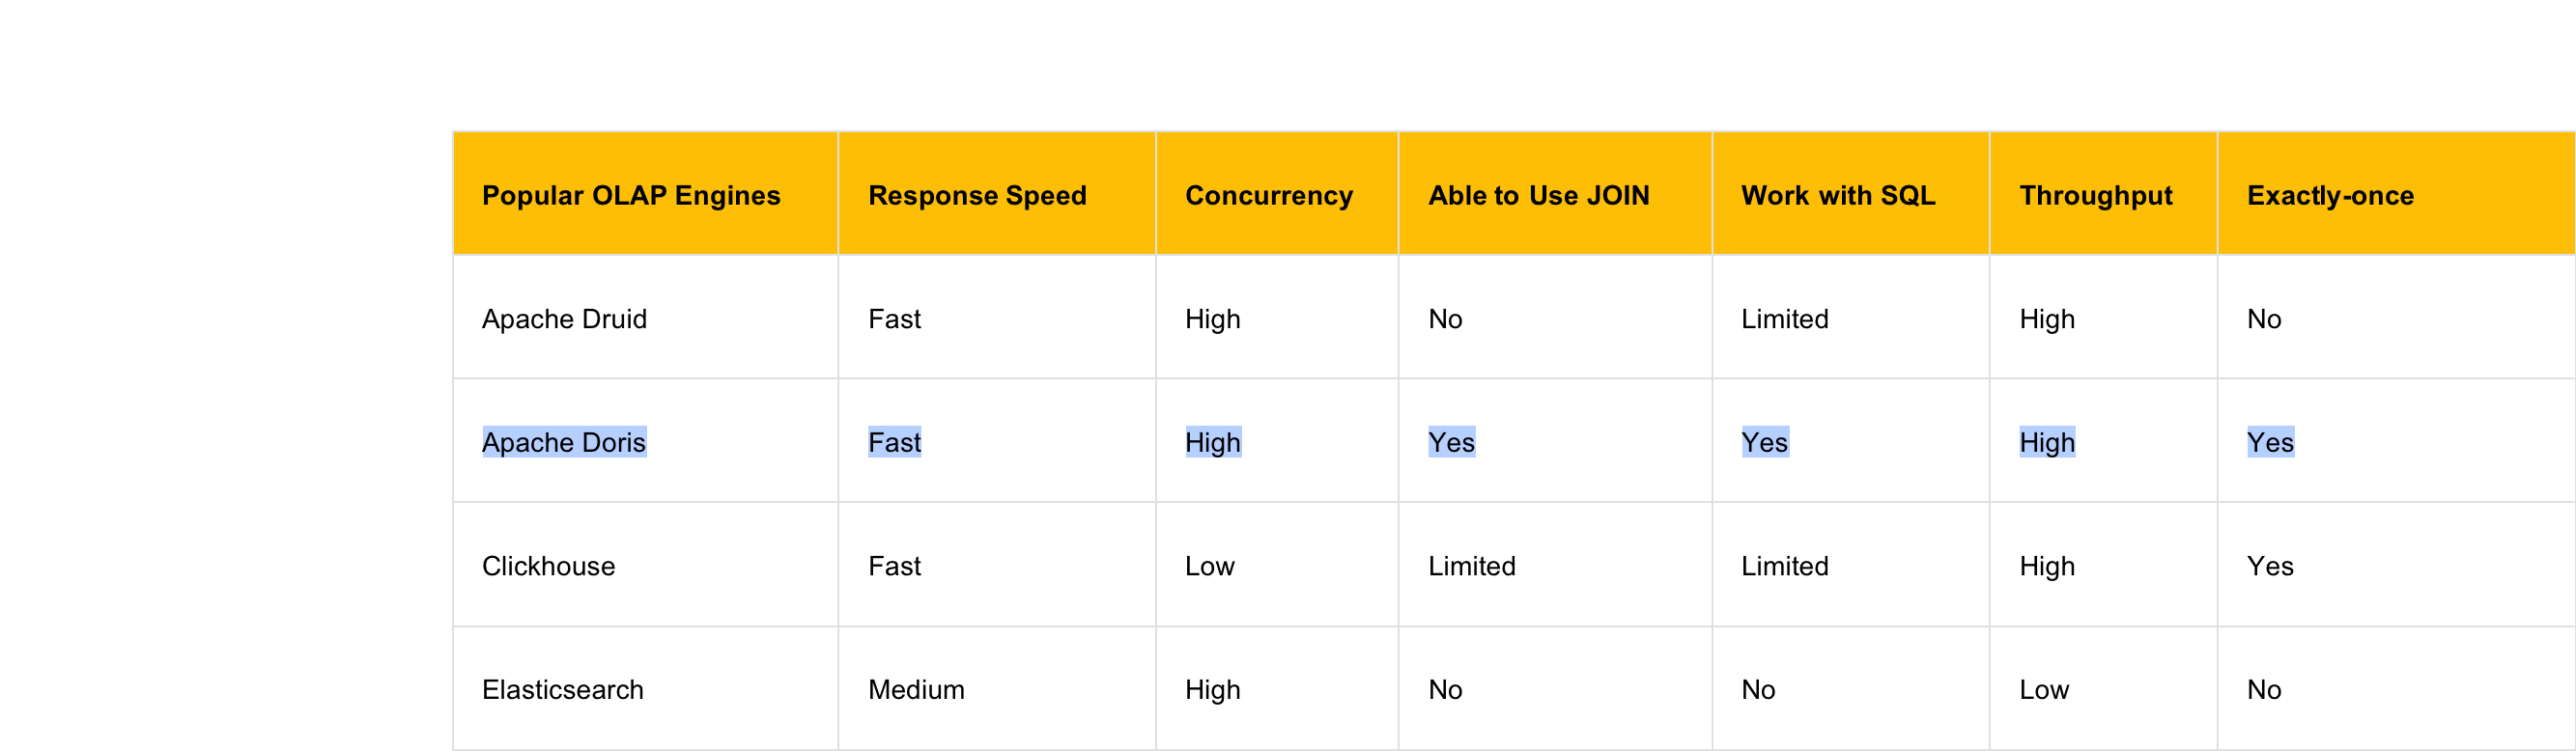 Popular OLAP Engines Response Speed Concurrency Able to Use JOIN Work with SQL Throughput Exactly-once
Apache Druid Fast High No Limited High No
Apache Doris Fast High Yes Yes High Yes
Clickhouse Fast Low Limited Limited High Yes
Elasticsearch Medium High No No Low No